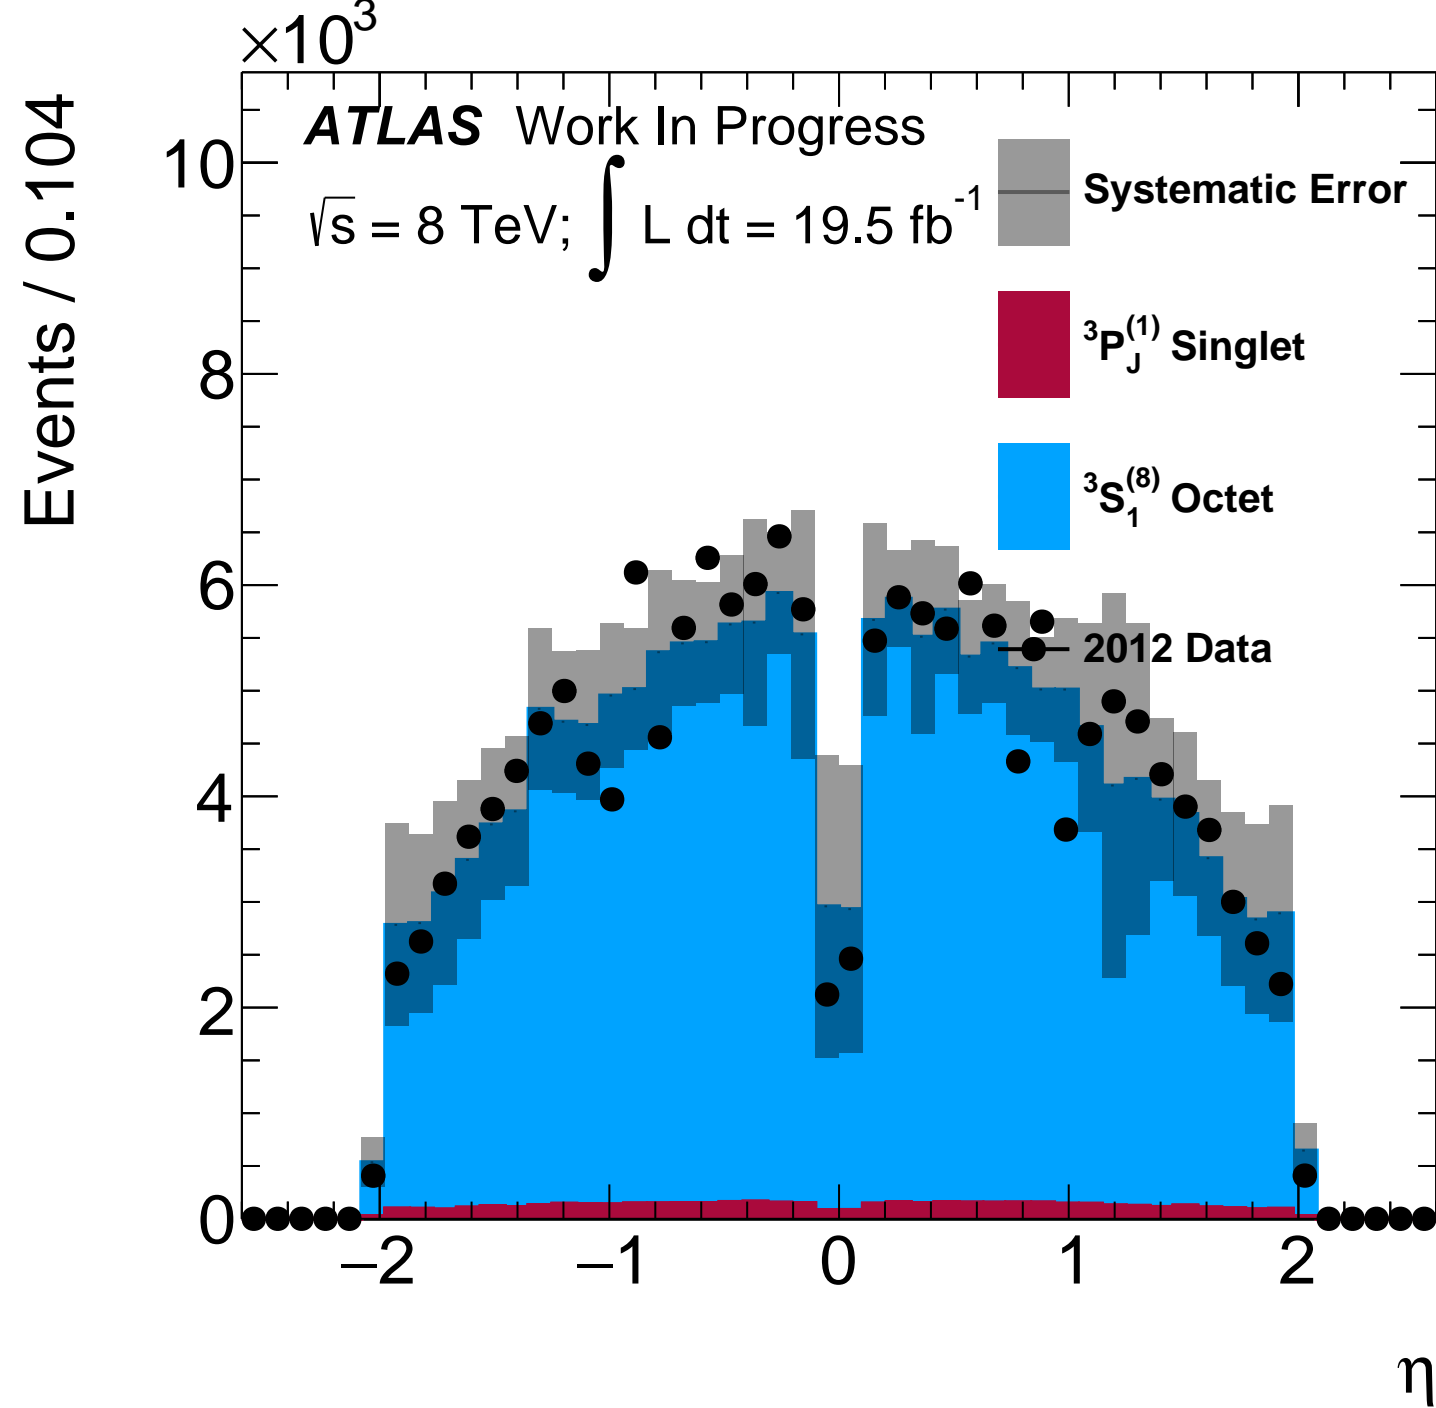 ×10³
Events / 0.104
ATLAS Work In Progress
√s = 8 TeV; ∫ L dt = 19.5 fb⁻¹
Systematic Error
³P_J^(1) Singlet
³S_1^(8) Octet
2012 Data
10
8
6
4
2
0
−2 −1 0 1 2
η